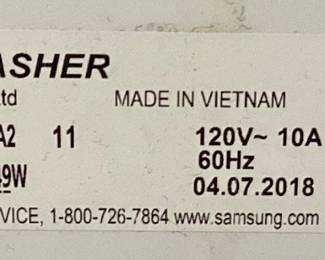 ASHER
td MADE IN VIETNAM
A2 11 120V~ 10A
49W 60Hz
04.07.2018
VICE, 1-800-726-7864 www.samsung.com